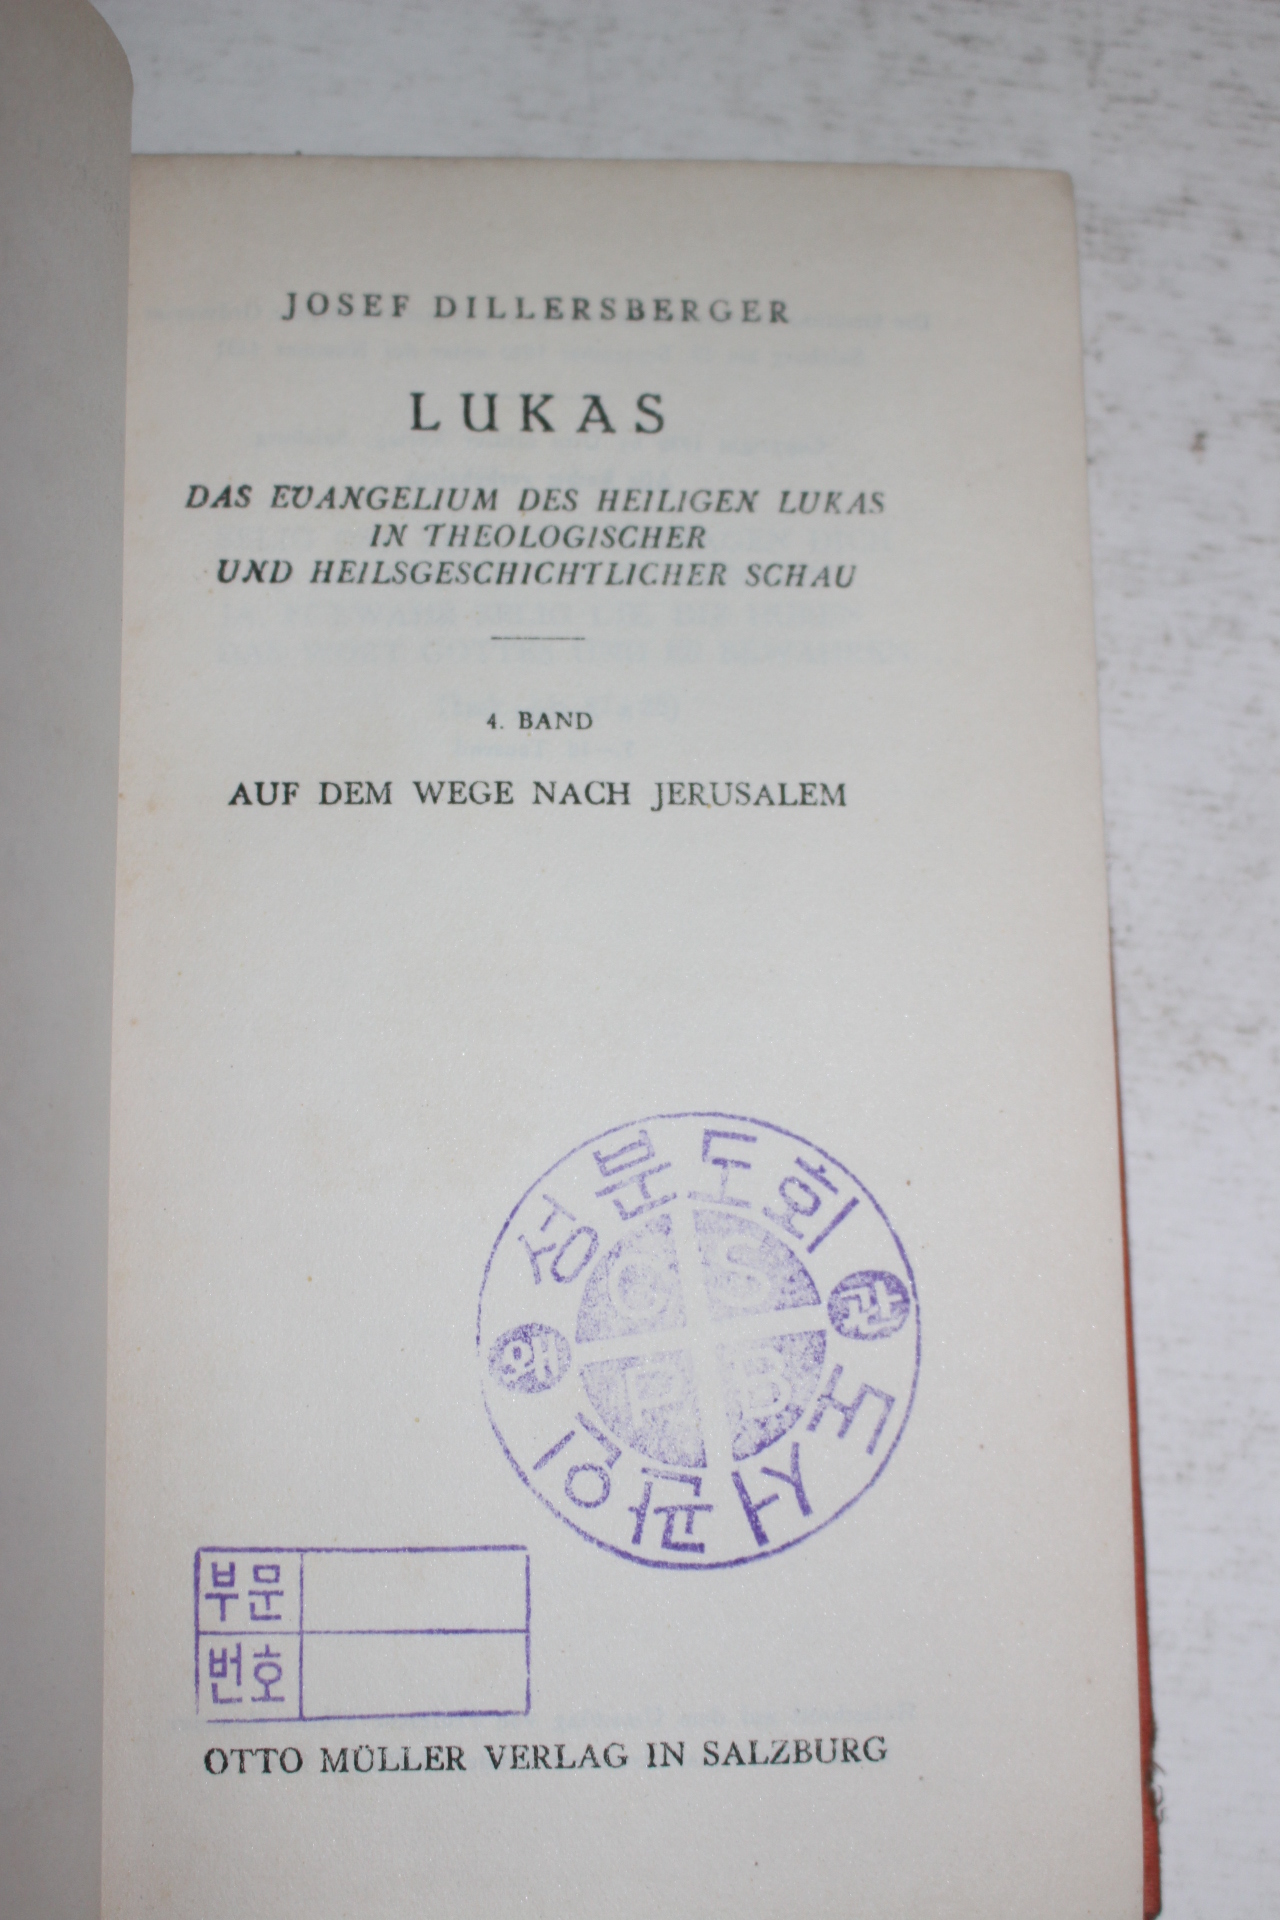 JOSEF DILLERSBERGER
LUKAS
DAS EVANGELIUM DES HEILIGEN LUKAS
IN THEOLOGISCHER
UND HEILSGESCHICHTLICHER SCHAU
4. BAND
AUF DEM WEGE NACH JERUSALEM
성분도회
왜관
C S
P B
부문
번호
OTTO MÜLLER VERLAG IN SALZBURG